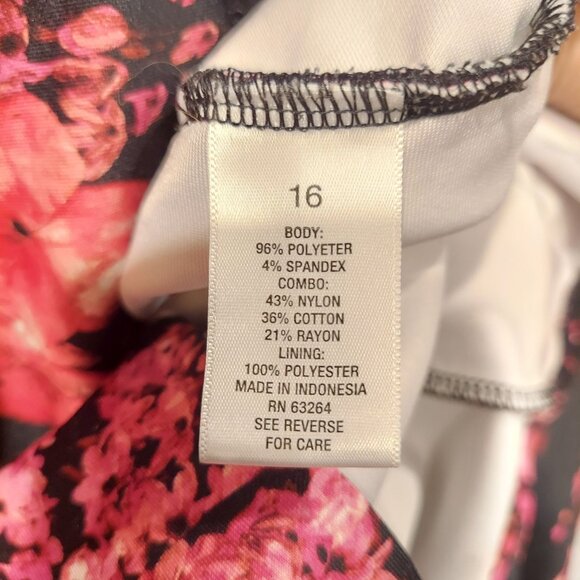 16
BODY:
96% POLYETER
4% SPANDEX
COMBO:
43% NYLON
36% COTTON
21% RAYON
LINING:
100% POLYESTER
MADE IN INDONESIA
RN 63264
SEE REVERSE
FOR CARE